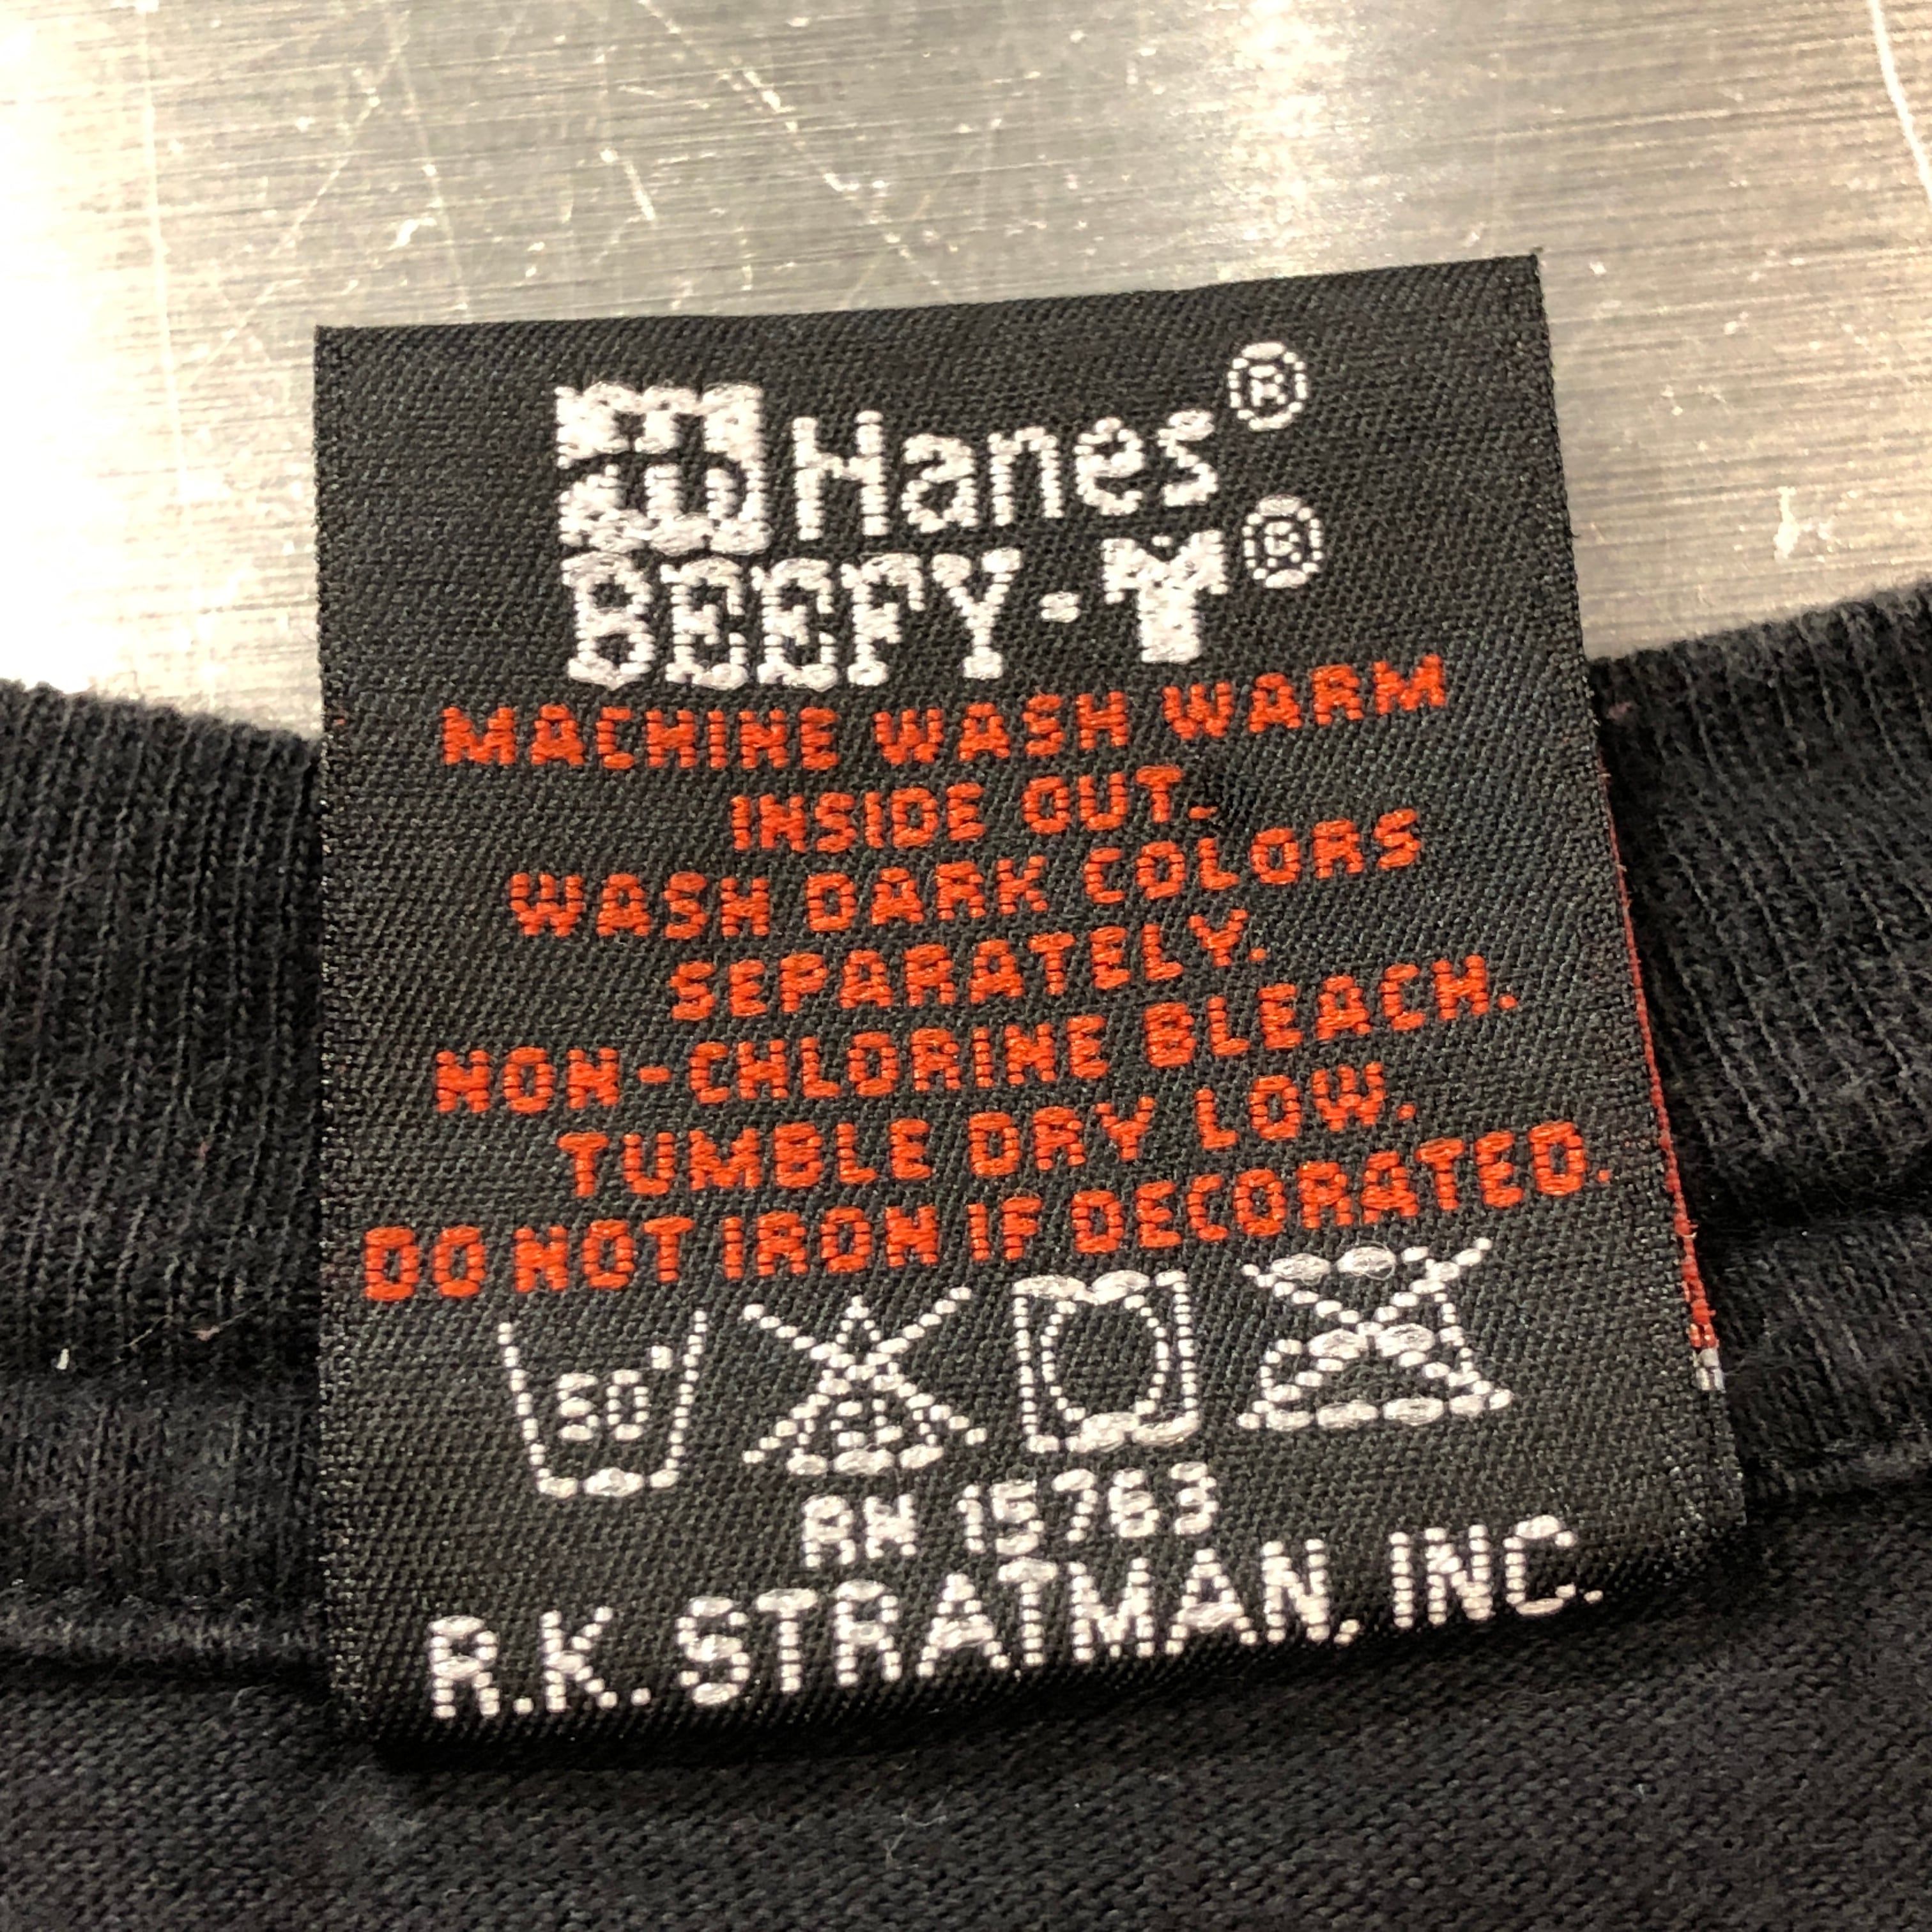 Hanes®
BEEFY-T®
MACHINE WASH WARM
INSIDE OUT.
WASH DARK COLORS
SEPARATELY.
NON-CHLORINE BLEACH.
TUMBLE DRY LOW.
DO NOT IRON IF DECORATED.
50°
RN 15763
R.K. STRATMAN, INC.